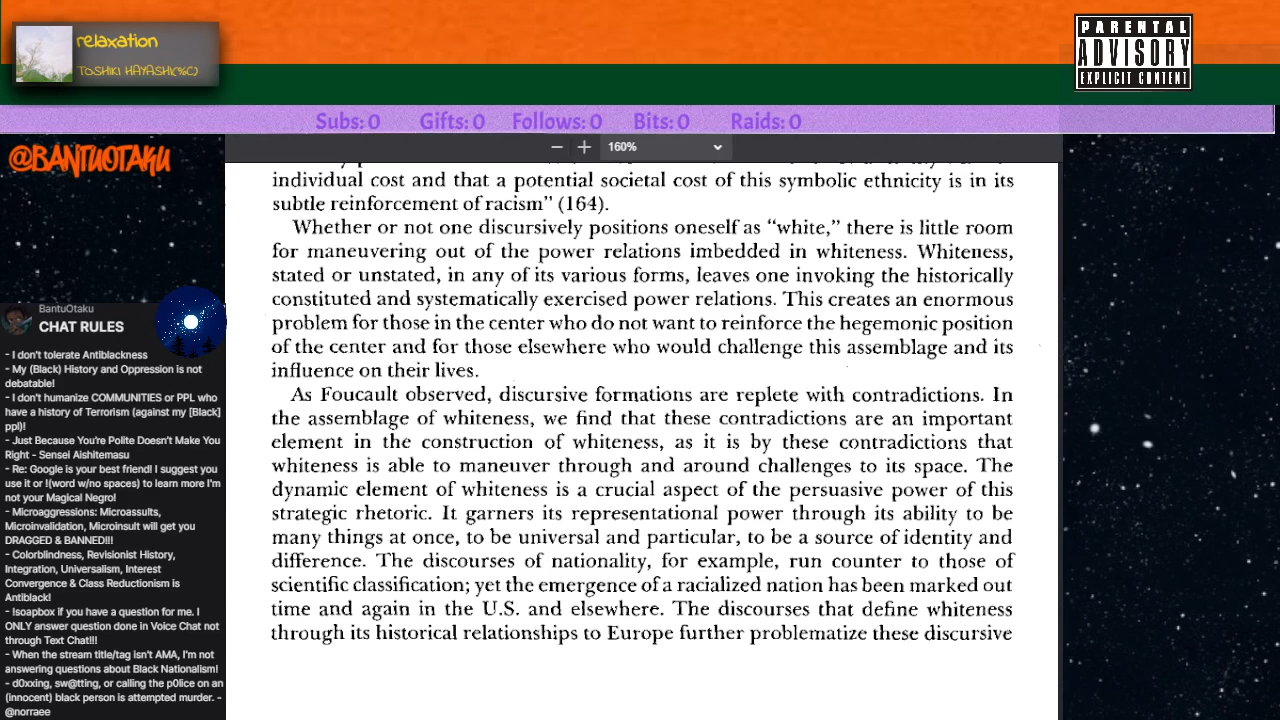 relaxation
TOSHIKI HAYASHI(%C)
PARENTAL
ADVISORY
EXPLICIT CONTENT
Subs: 0 Gifts: 0 Follows: 0 Bits: 0 Raids: 0
@BANTUOTAKU
160%
individual cost and that a potential societal cost of this symbolic ethnicity is in its
subtle reinforcement of racism” (164).
Whether or not one discursively positions oneself as “white,” there is little room
for maneuvering out of the power relations imbedded in whiteness. Whiteness,
stated or unstated, in any of its various forms, leaves one invoking the historically
constituted and systematically exercised power relations. This creates an enormous
problem for those in the center who do not want to reinforce the hegemonic position
of the center and for those elsewhere who would challenge this assemblage and its
influence on their lives.
As Foucault observed, discursive formations are replete with contradictions. In
the assemblage of whiteness, we find that these contradictions are an important
element in the construction of whiteness, as it is by these contradictions that
whiteness is able to maneuver through and around challenges to its space. The
dynamic element of whiteness is a crucial aspect of the persuasive power of this
strategic rhetoric. It garners its representational power through its ability to be
many things at once, to be universal and particular, to be a source of identity and
difference. The discourses of nationality, for example, run counter to those of
scientific classification; yet the emergence of a racialized nation has been marked out
time and again in the U.S. and elsewhere. The discourses that define whiteness
through its historical relationships to Europe further problematize these discursive
BantuOtaku
CHAT RULES
- I don't tolerate Antiblackness
- My (Black) History and Oppression is not
debatable!
- I don't humanize COMMUNITIES or PPL who
have a history of Terrorism (against my [Black]
ppl)!
- Just Because You're Polite Doesn't Make You
Right - Sensei Aishitemasu
- Re: Google is your best friend! I suggest you
use it or !(word w/no spaces) to learn more I'm
not your Magical Negro!
- Microaggressions: Microassults,
Microinvalidation, Microinsult will get you
DRAGGED & BANNED!!!
- Colorblindness, Revisionist History,
Integration, Universalism, Interest
Convergence & Class Reductionism is
Antiblack!
- !soapbox if you have a question for me. I
ONLY answer question done in Voice Chat not
through Text Chat!!!
- When the stream title/tag isn't AMA, I'm not
answering questions about Black Nationalism!
- d0xxing, sw@tting, or calling the p0lice on an
(innocent) black person is attempted murder. -
@norraee